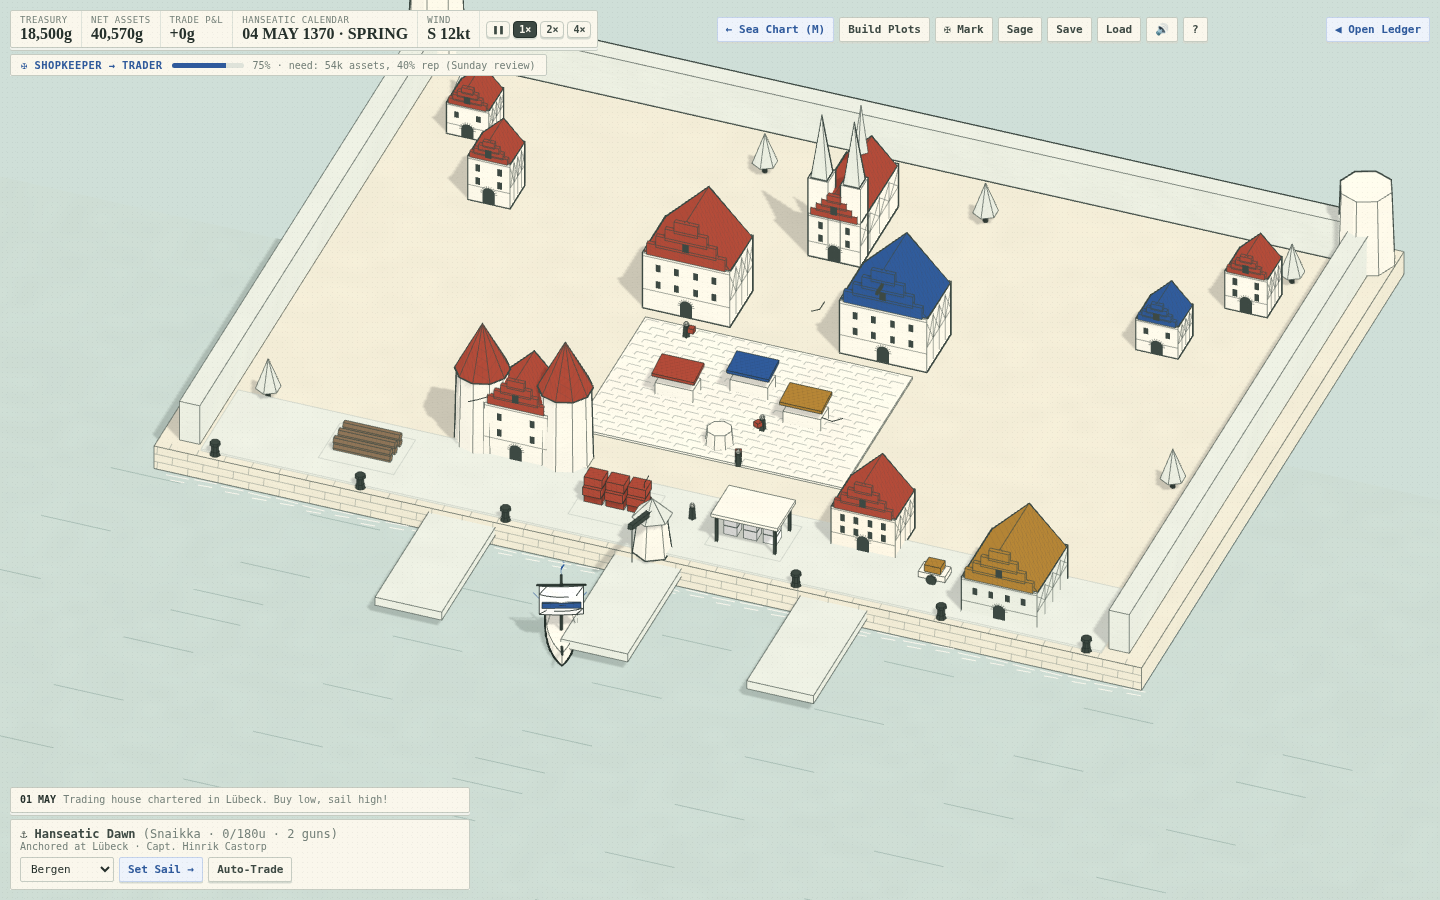 TREASURY
18,500g
NET ASSETS
40,570g
TRADE P&L
+0g
HANSEATIC CALENDAR
04 MAY 1370 · SPRING
WIND
S 12kt
1×
2×
4×
← Sea Chart (M)
Build Plots
✠ Mark
Sage
Save
Load
?
◀ Open Ledger
✠ SHOPKEEPER → TRADER
75% · need: 54k assets, 40% rep (Sunday review)
01 MAY Trading house chartered in Lübeck. Buy low, sail high!
⚓ Hanseatic Dawn (Snaikka · 0/180u · 2 guns)
Anchored at Lübeck · Capt. Hinrik Castorp
Bergen
Set Sail →
Auto-Trade